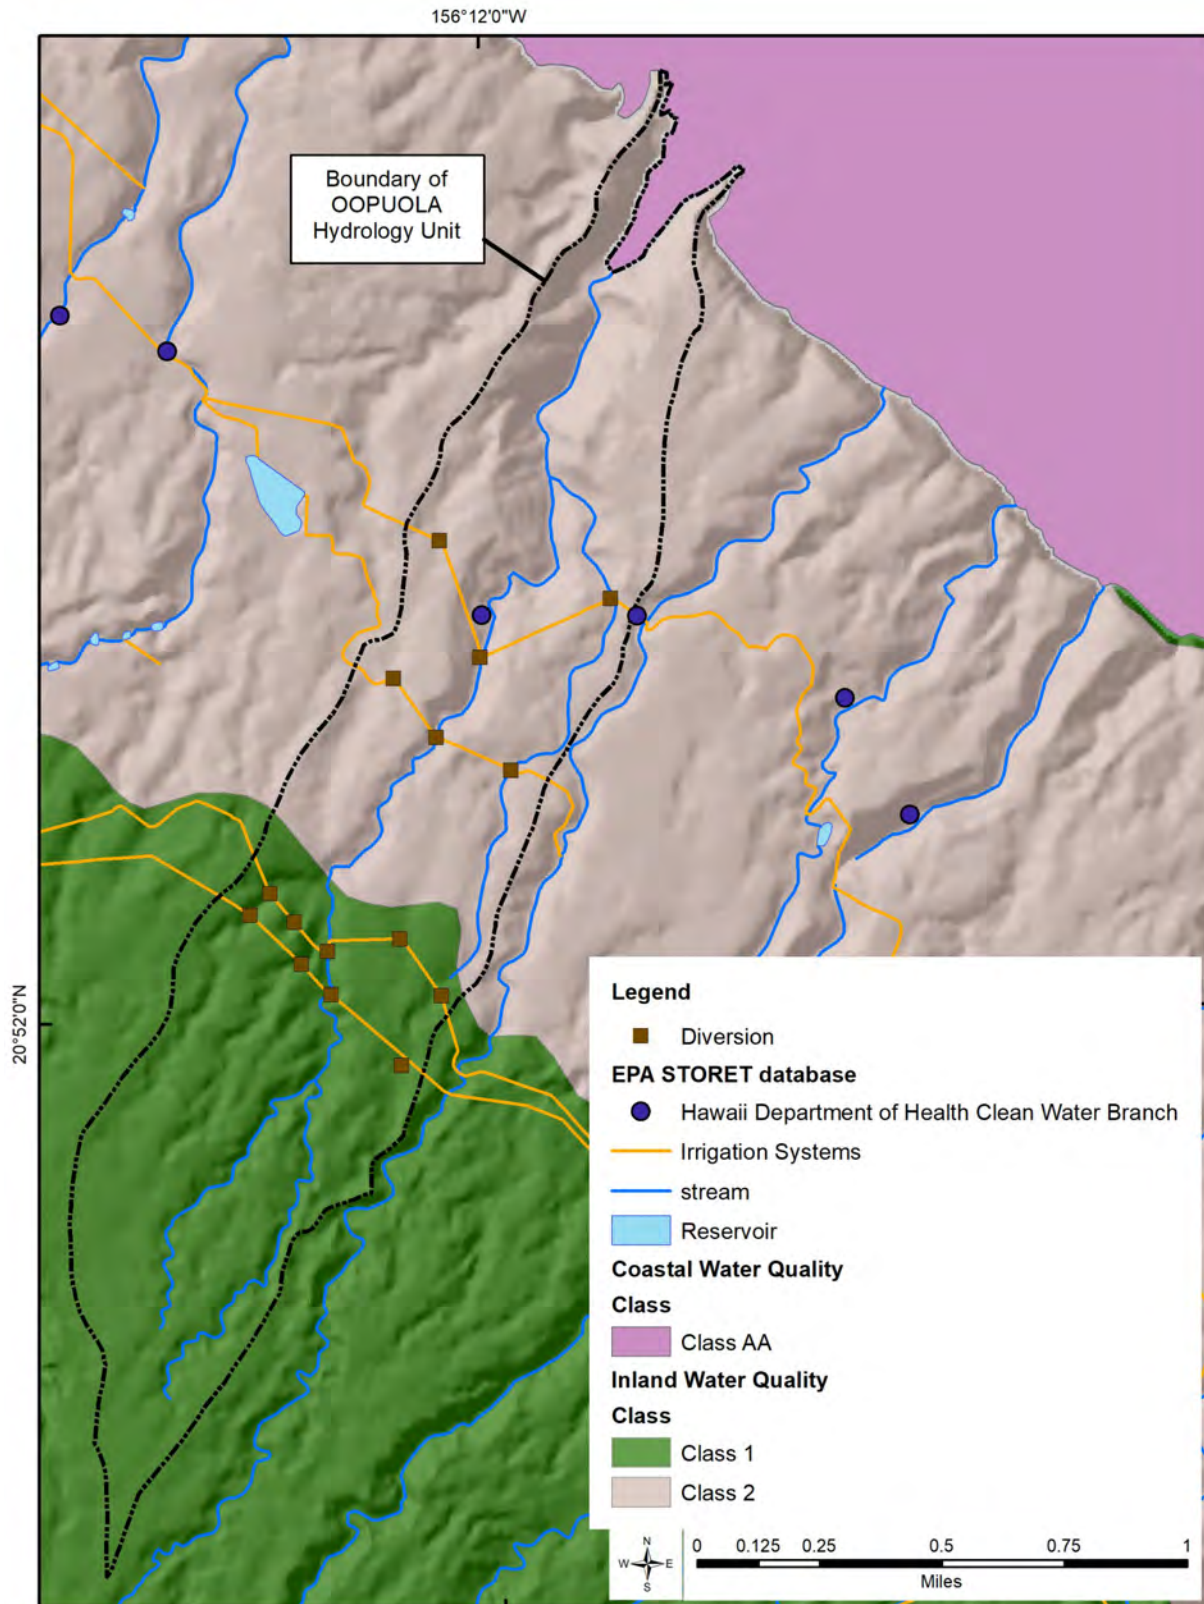 156°12'0"W
Boundary of
OOPUOLA
Hydrology Unit
20°52'0"N
Legend
Diversion
EPA STORET database
Hawaii Department of Health Clean Water Branch
Irrigation Systems
stream
Reservoir
Coastal Water Quality
Class
Class AA
Inland Water Quality
Class
Class 1
Class 2
N
W E
S
0 0.125 0.25 0.5 0.75 1
Miles